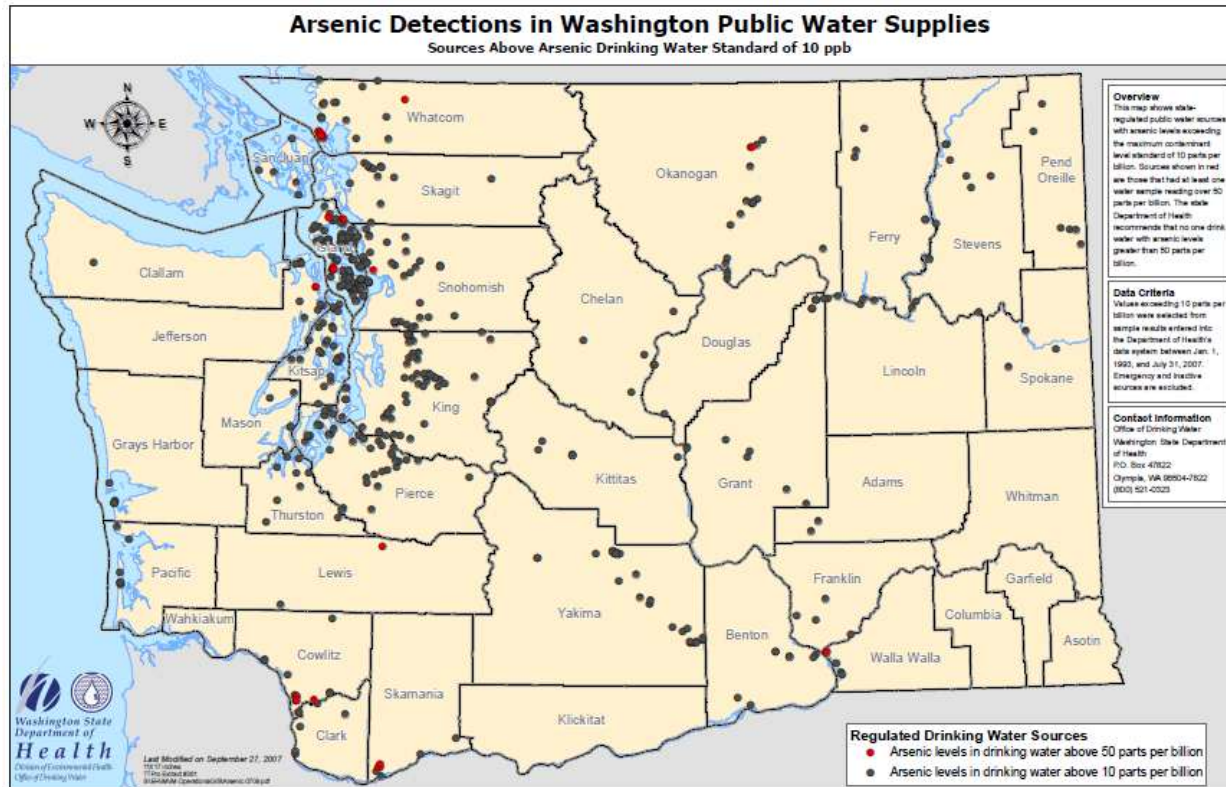 Arsenic Detections in Washington Public Water Supplies
Sources Above Arsenic Drinking Water Standard of 10 ppb
N
W
E
S
Whatcom
San Juan
Skagit
Okanogan
Pend
Oreille
Ferry
Stevens
Island
Clallam
Snohomish
Chelan
Jefferson
Douglas
Kitsap
Lincoln
Spokane
King
Mason
Grays Harbor
Kittitas
Grant
Adams
Pierce
Whitman
Thurston
Pacific
Lewis
Franklin
Garfield
Yakima
Columbia
Wahkiakum
Benton
Asotin
Cowlitz
Walla Walla
Skamania
Klickitat
Clark
Overview
This map shows state-
regulated public water sources
with arsenic levels exceeding
the maximum contaminant
level standard of 10 parts per
billion. Sources shown in red
are those that had at least one
water sample reading over 50
parts per billion. The state
Department of Health
recommends that no one drink
water with arsenic levels
greater than 50 parts per
billion.
Data Criteria
Values exceeding 10 parts per
billion were selected from
sample results entered into
the Department of Health's
data system between Jan. 1,
1993, and July 31, 2007.
Emergency and Inactive
sources are excluded.
Contact Information
Office of Drinking Water
Washington State Department
of Health
P.O. Box 47822
Olympia, WA 98504-7822
(800) 521-0323
Washington State
Department of
Health
Division of Environmental Health
Office of Drinking Water
Last Modified on September 27, 2007
11X17 inches
Regulated Drinking Water Sources
Arsenic levels in drinking water above 50 parts per billion
Arsenic levels in drinking water above 10 parts per billion